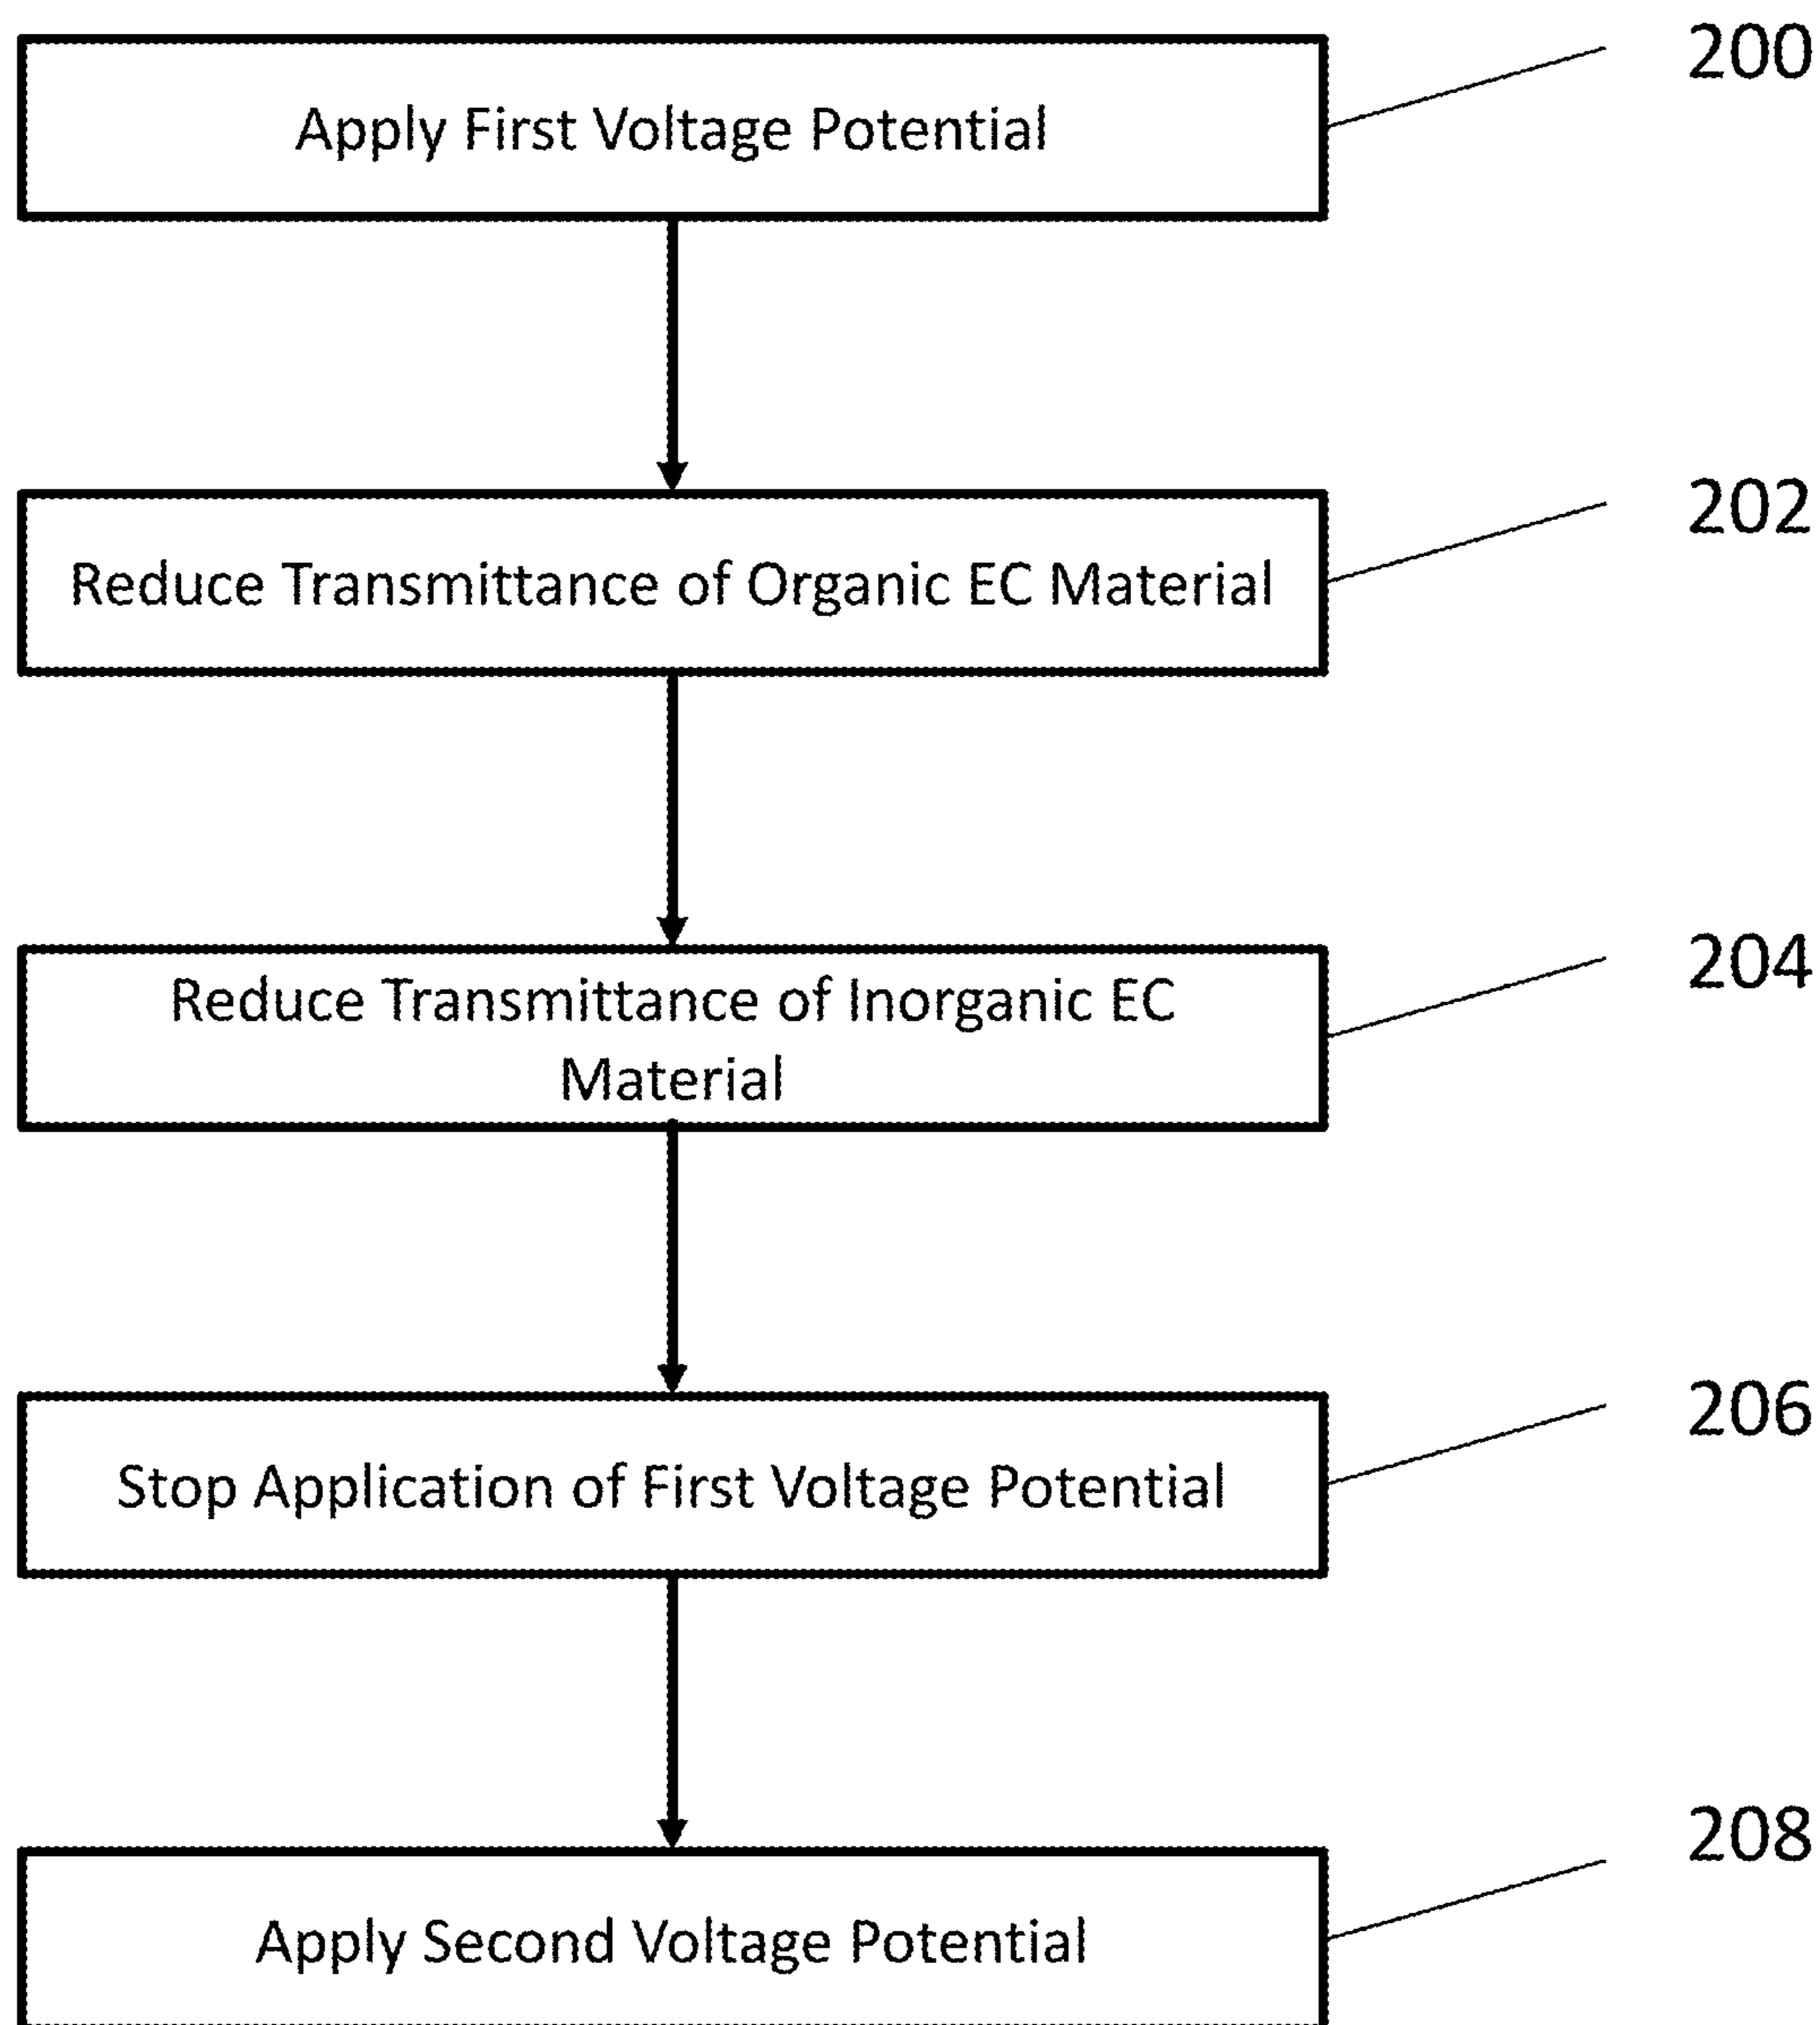 200
Apply First Voltage Potential
202
Reduce Transmittance of Organic EC Material
204
Reduce Transmittance of Inorganic EC
Material
206
Stop Application of First Voltage Potential
208
Apply Second Voltage Potential